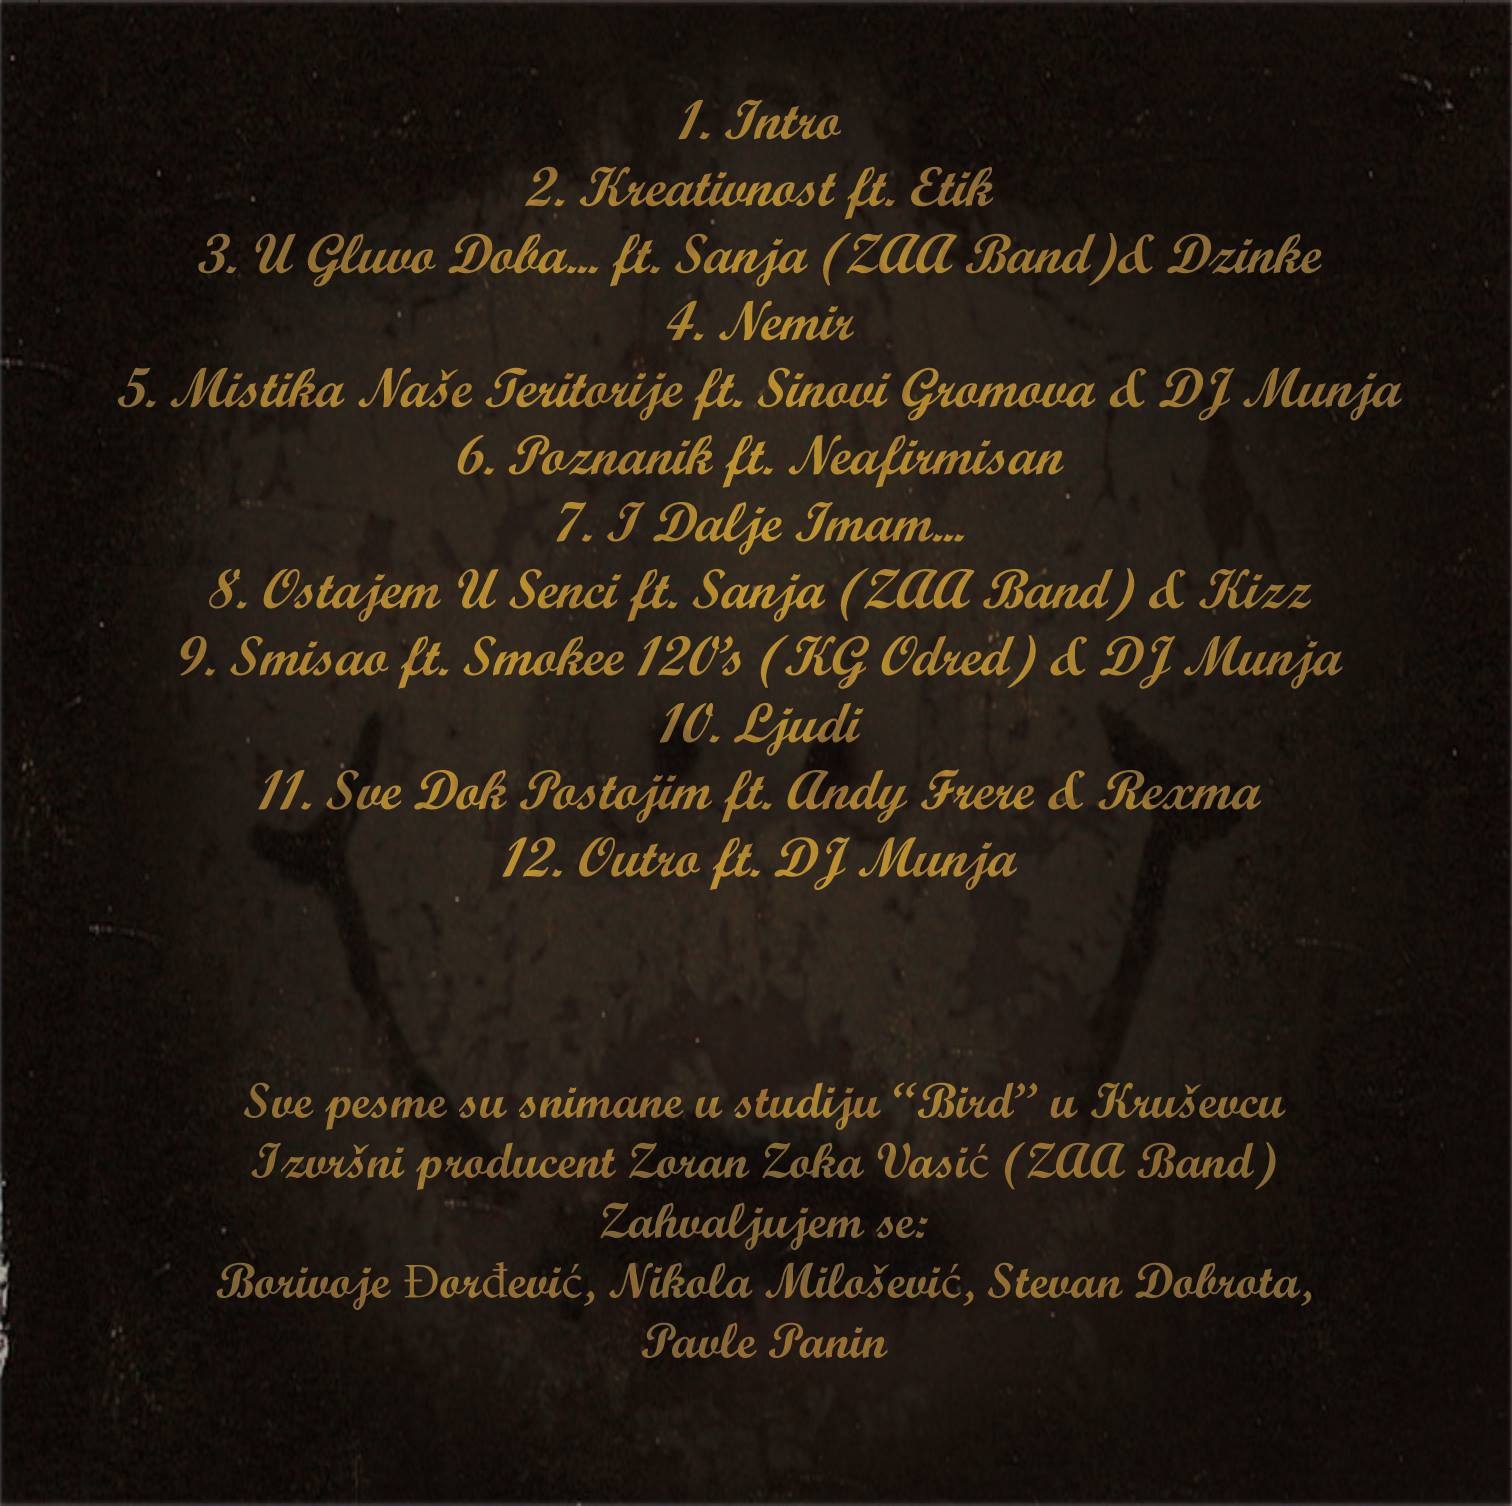 1. Intro
2. Kreativnost ft. Etik
3. U Gluvo Doba... ft. Sanja (ZAA Band)& Dzinke
4. Nemir
5. Mistika Naše Teritorije ft. Sinovi Gromova & DJ Munja
6. Poznanik ft. Neafirmisan
7. I Dalje Imam...
8. Ostajem U Senci ft. Sanja (ZAA Band) & Kizz
9. Smisao ft. Smokee 120's (KG Odred) & DJ Munja
10. Ljudi
11. Sve Dok Postojim ft. Andy Frere & Rexma
12. Outro ft. DJ Munja
Sve pesme su snimane u studiju “Bird” u Kruševcu
Izvršni producent Zoran Zoka Vasić (ZAA Band)
Zahvaljujem se:
Borivoje Đorđević, Nikola Milošević, Stevan Dobrota,
Pavle Panin